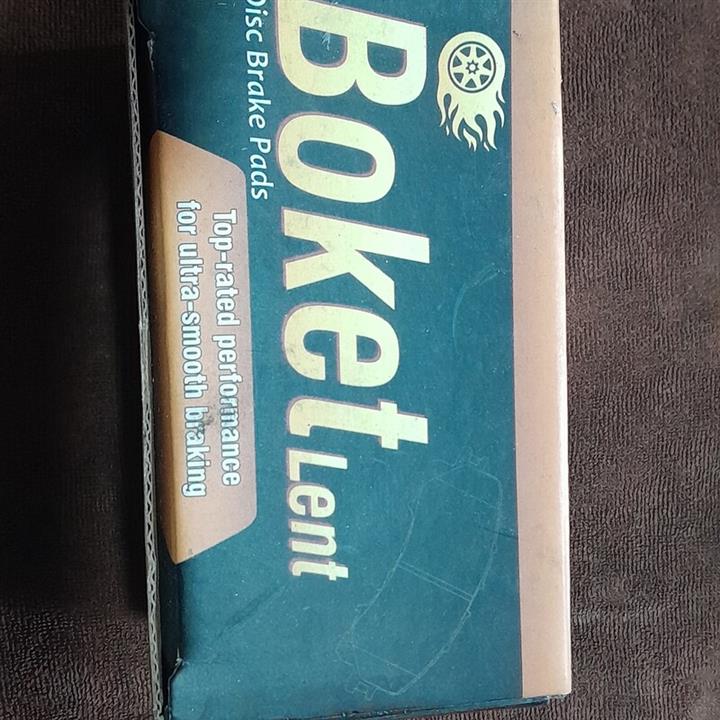 Boket Lent
Disc Brake Pads
Top-rated performance
for ultra-smooth braking